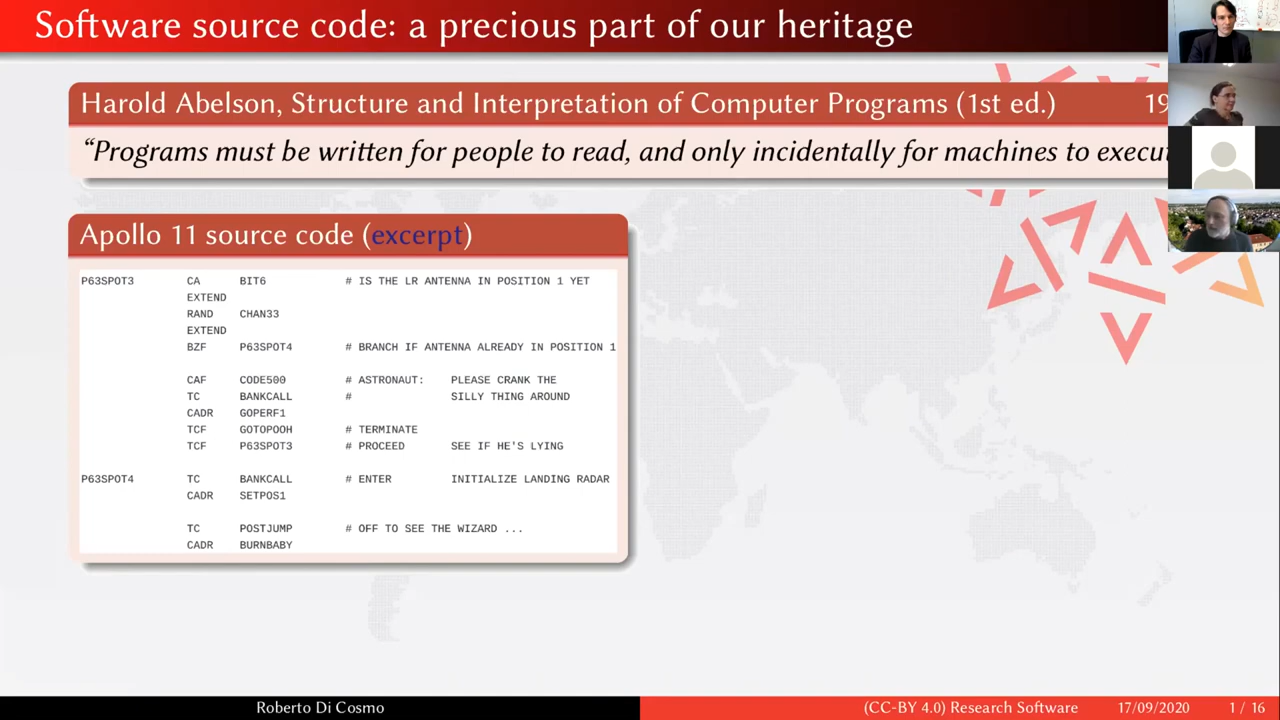 Software source code: a precious part of our heritage
Harold Abelson, Structure and Interpretation of Computer Programs (1st ed.)
“Programs must be written for people to read, and only incidentally for machines to
Apollo 11 source code (excerpt)
P63SPOT3 CA BIT6 # IS THE LR ANTENNA IN POSITION 1 YET
EXTEND
RAND CHAN33
EXTEND
BZF P63SPOT4 # BRANCH IF ANTENNA ALREADY IN POSITION 1
CAF CODE500 # ASTRONAUT: PLEASE CRANK THE
TC BANKCALL # SILLY THING AROUND
CADR GOPERF1
TCF GOTOPOOH # TERMINATE
TCF P63SPOT3 # PROCEED SEE IF HE'S LYING
P63SPOT4 TC BANKCALL # ENTER INITIALIZE LANDING RADAR
CADR SETPOS1
TC POSTJUMP # OFF TO SEE THE WIZARD ...
CADR BURNBABY
Roberto Di Cosmo (CC-BY 4.0) Research Software 17/09/2020 1 / 16